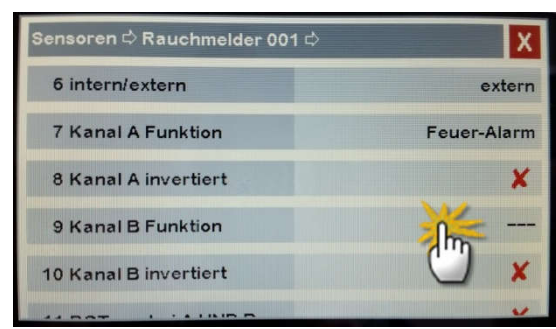 Sensoren ⇨ Rauchmelder 001 ⇨ X
6 intern/extern extern
7 Kanal A Funktion Feuer-Alarm
8 Kanal A invertiert ✘
9 Kanal B Funktion ---
10 Kanal B invertiert ✘